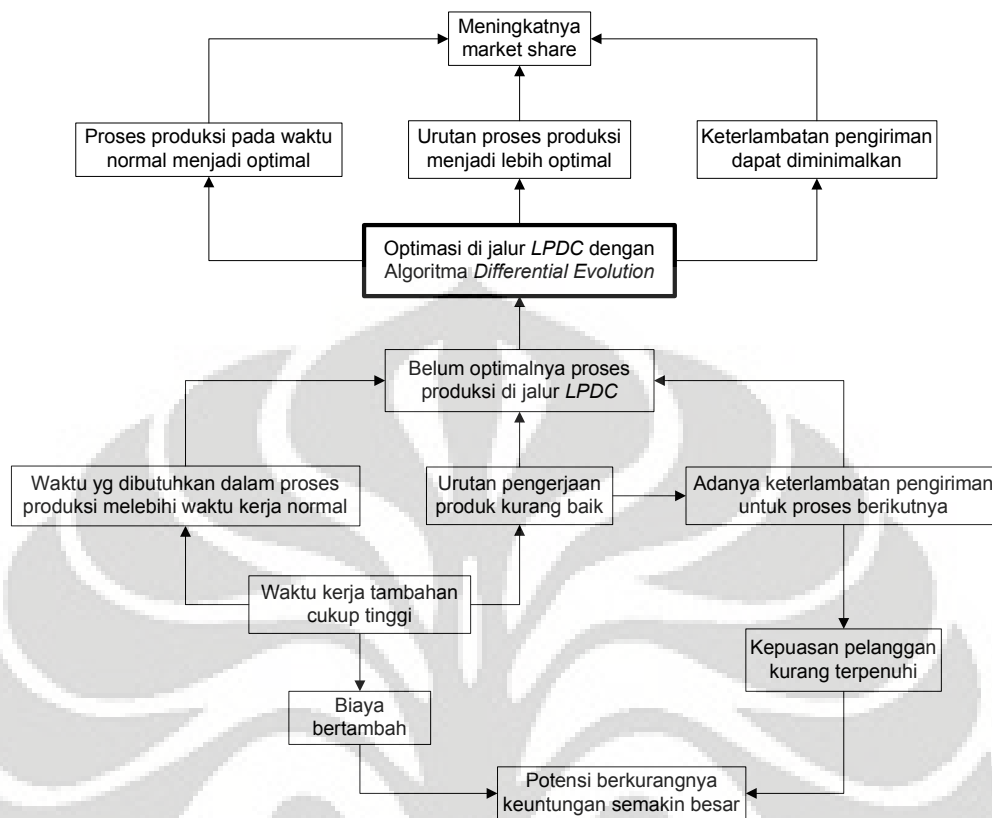 Meningkatnya
market share
Proses produksi pada waktu
normal menjadi optimal
Urutan proses produksi
menjadi lebih optimal
Keterlambatan pengiriman
dapat diminimalkan
Optimasi di jalur LPDC dengan
Algoritma Differential Evolution
Belum optimalnya proses
produksi di jalur LPDC
Waktu yg dibutuhkan dalam proses
produksi melebihi waktu kerja normal
Urutan pengerjaan
produk kurang baik
Adanya keterlambatan pengiriman
untuk proses berikutnya
Waktu kerja tambahan
cukup tinggi
Kepuasan pelanggan
kurang terpenuhi
Biaya
bertambah
Potensi berkurangnya
keuntungan semakin besar